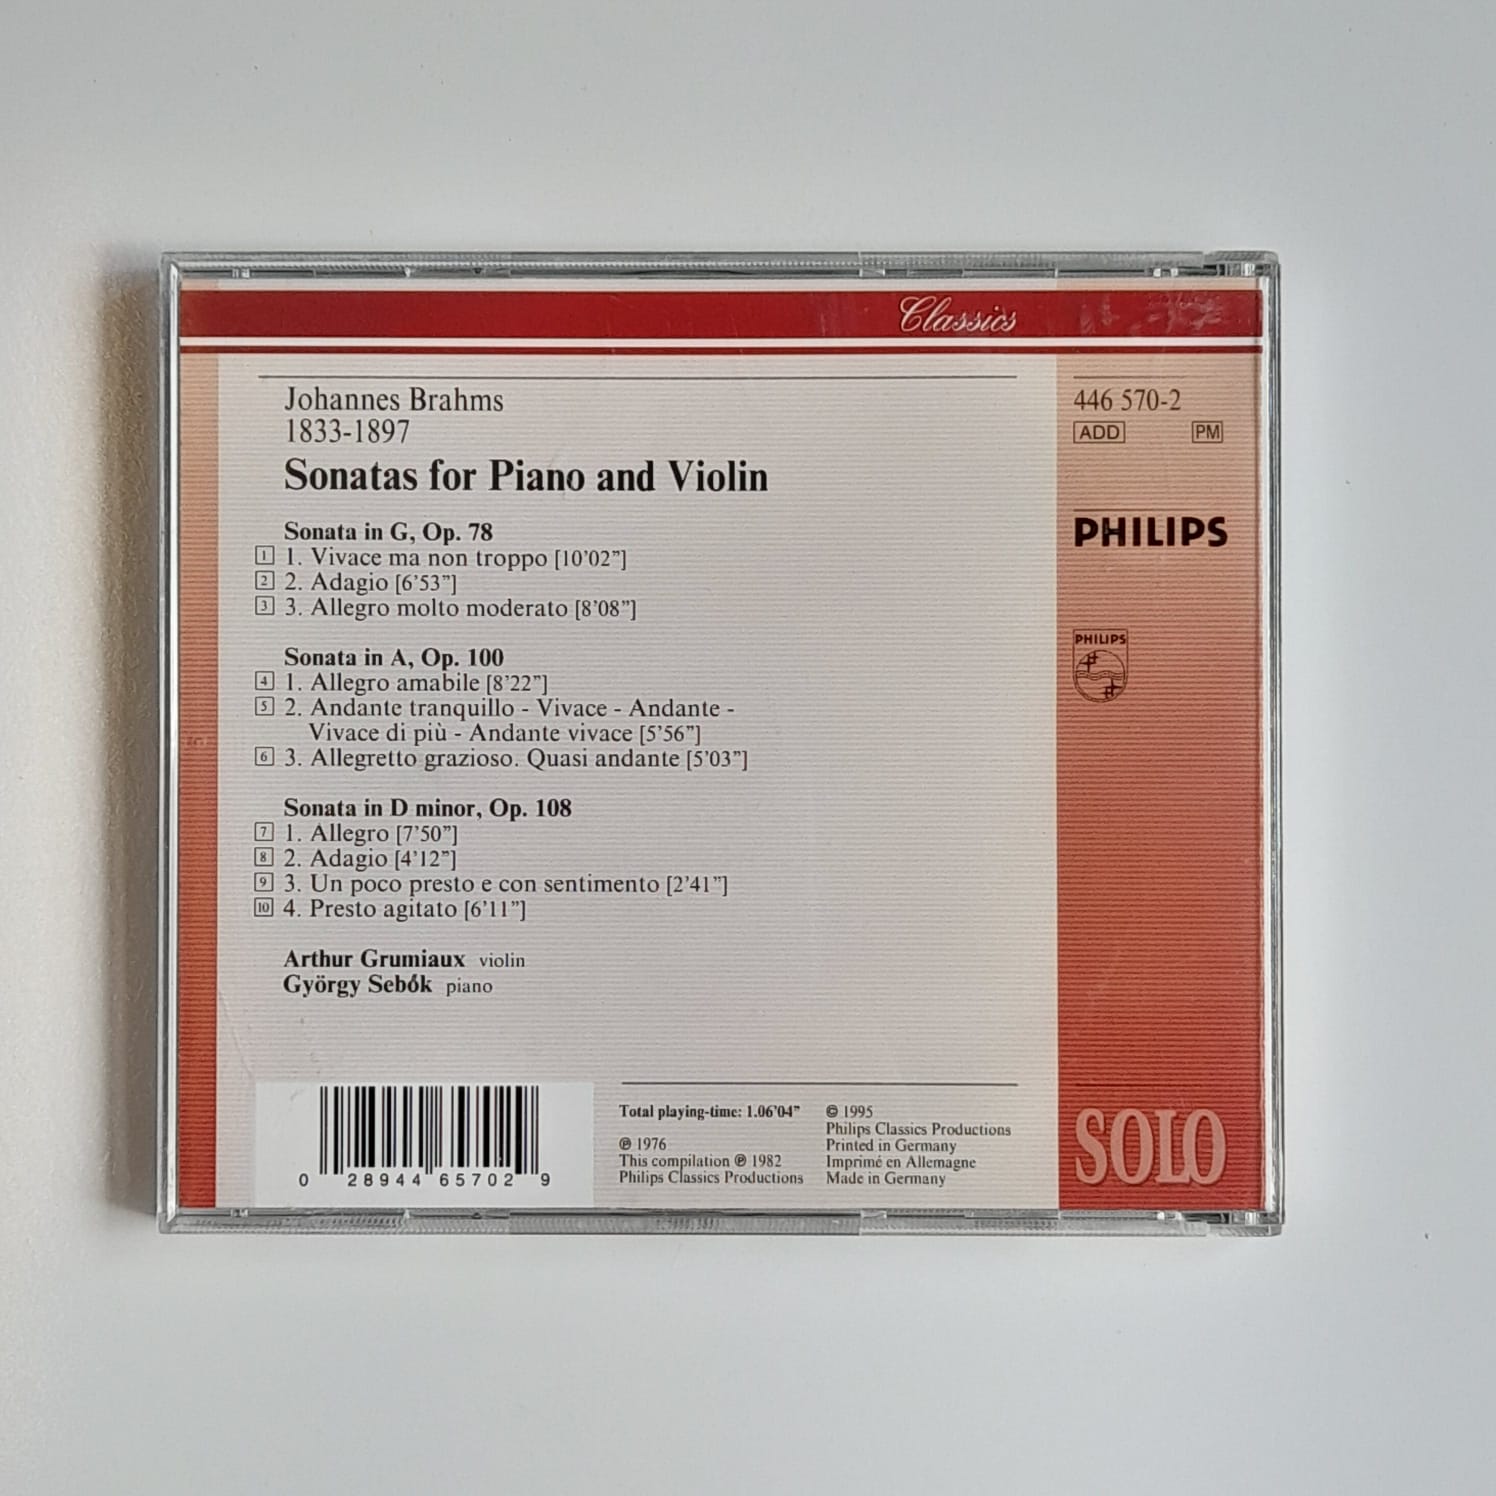 Classics
Johannes Brahms
1833-1897
Sonatas for Piano and Violin
Sonata in G, Op. 78
1 1. Vivace ma non troppo [10’02”]
2 2. Adagio [6’53”]
3 3. Allegro molto moderato [8’08”]
Sonata in A, Op. 100
4 1. Allegro amabile [8’22”]
5 2. Andante tranquillo - Vivace - Andante -
Vivace di più - Andante vivace [5’56”]
6 3. Allegretto grazioso. Quasi andante [5’03”]
Sonata in D minor, Op. 108
7 1. Allegro [7’50”]
8 2. Adagio [4’12”]
9 3. Un poco presto e con sentimento [2’41”]
10 4. Presto agitato [6’11”]
Arthur Grumiaux violin
György Sebők piano
0 28944 65702 9
Total playing-time: 1.06’04”
℗ 1976
This compilation ℗ 1982
Philips Classics Productions
© 1995
Philips Classics Productions
Printed in Germany
Imprimé en Allemagne
Made in Germany
446 570-2
ADD PM
PHILIPS
PHILIPS
SOLO